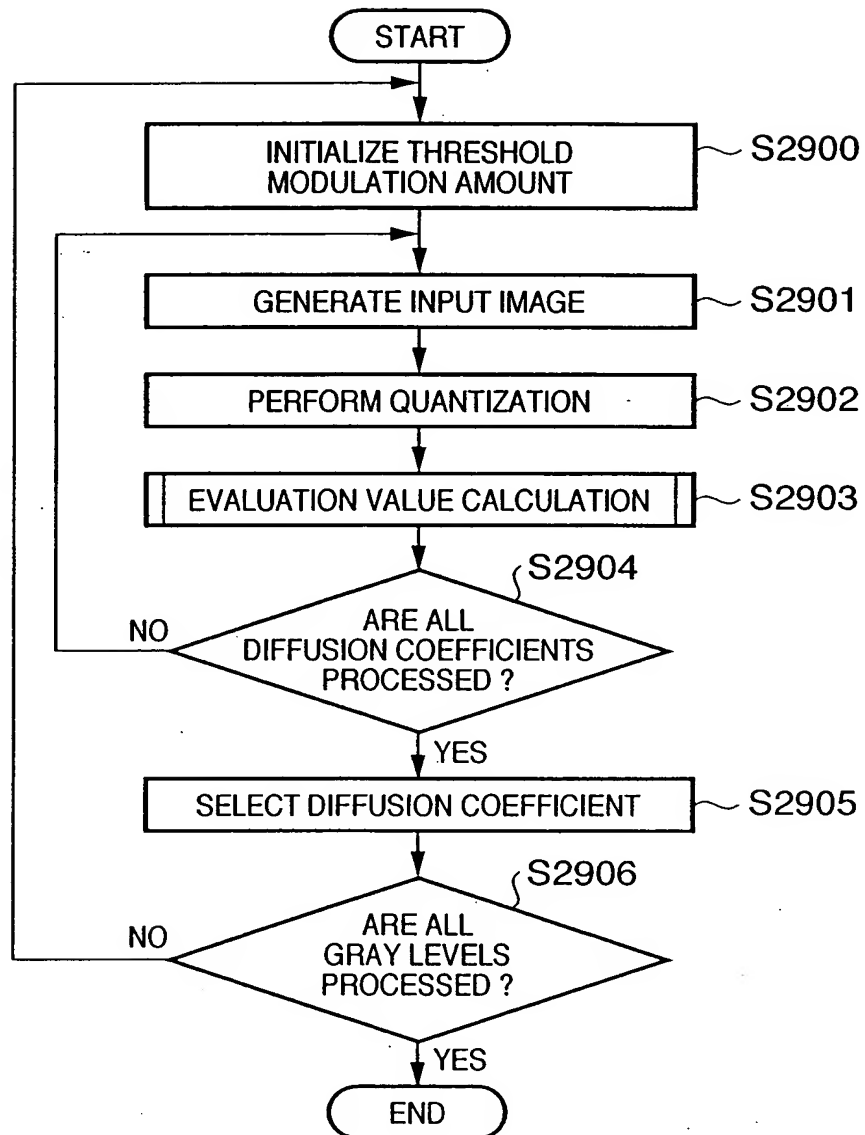 START
INITIALIZE THRESHOLD
MODULATION AMOUNT
S2900
GENERATE INPUT IMAGE
S2901
PERFORM QUANTIZATION
S2902
EVALUATION VALUE CALCULATION
S2903
S2904
ARE ALL
DIFFUSION COEFFICIENTS
PROCESSED ?
NO
YES
SELECT DIFFUSION COEFFICIENT
S2905
S2906
ARE ALL
GRAY LEVELS
PROCESSED ?
NO
YES
END